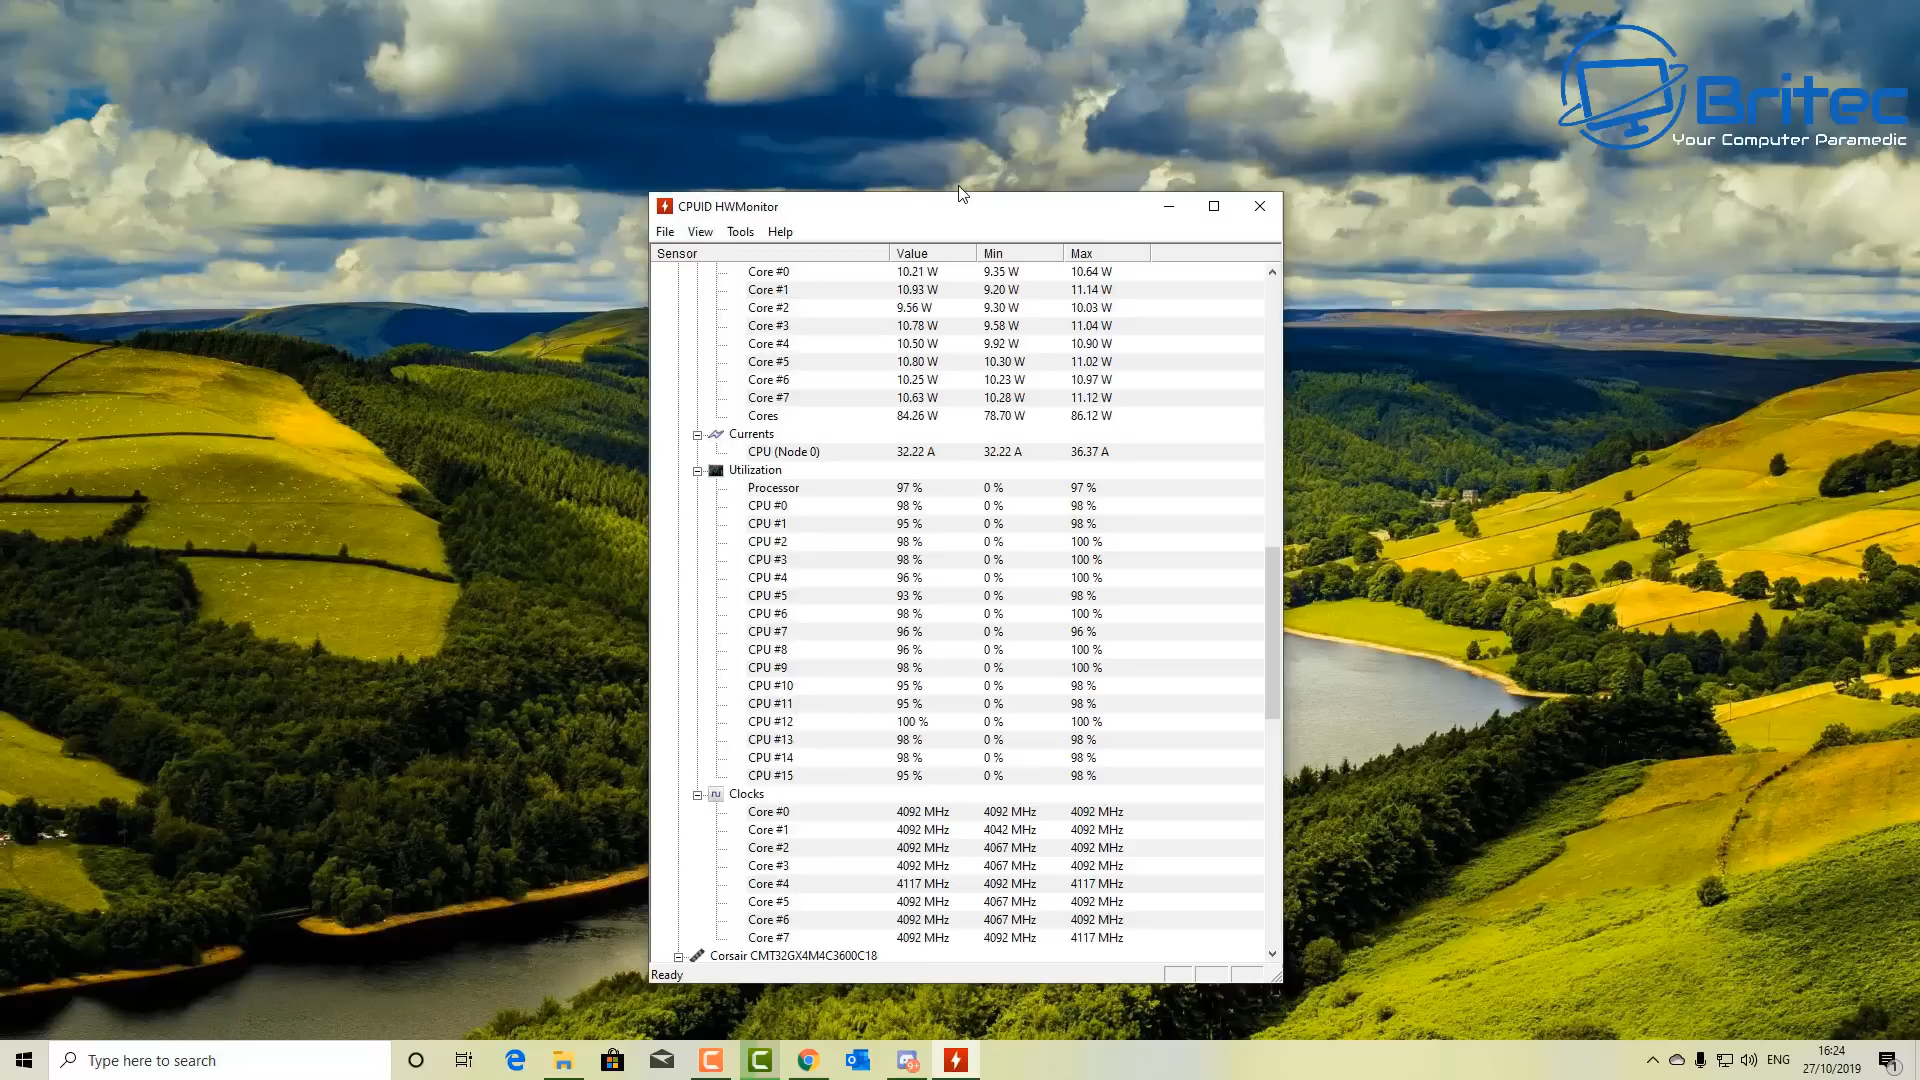 Britec
Your Computer Paramedic
CPUID HWMonitor
File View Tools Help
Sensor Value Min Max
Core #0 10.21 W 9.35 W 10.64 W
Core #1 10.93 W 9.20 W 11.14 W
Core #2 9.56 W 9.30 W 10.03 W
Core #3 10.78 W 9.58 W 11.04 W
Core #4 10.50 W 9.92 W 10.90 W
Core #5 10.80 W 10.30 W 11.02 W
Core #6 10.25 W 10.23 W 10.97 W
Core #7 10.63 W 10.28 W 11.12 W
Cores 84.26 W 78.70 W 86.12 W
Currents
CPU (Node 0) 32.22 A 32.22 A 36.37 A
Utilization
Processor 97 % 0 % 97 %
CPU #0 98 % 0 % 98 %
CPU #1 95 % 0 % 98 %
CPU #2 98 % 0 % 100 %
CPU #3 98 % 0 % 100 %
CPU #4 96 % 0 % 100 %
CPU #5 93 % 0 % 98 %
CPU #6 98 % 0 % 100 %
CPU #7 96 % 0 % 96 %
CPU #8 96 % 0 % 100 %
CPU #9 98 % 0 % 100 %
CPU #10 95 % 0 % 98 %
CPU #11 95 % 0 % 98 %
CPU #12 100 % 0 % 100 %
CPU #13 98 % 0 % 98 %
CPU #14 98 % 0 % 98 %
CPU #15 95 % 0 % 98 %
Clocks
Core #0 4092 MHz 4092 MHz 4092 MHz
Core #1 4092 MHz 4042 MHz 4092 MHz
Core #2 4092 MHz 4067 MHz 4092 MHz
Core #3 4092 MHz 4067 MHz 4092 MHz
Core #4 4117 MHz 4092 MHz 4117 MHz
Core #5 4092 MHz 4067 MHz 4092 MHz
Core #6 4092 MHz 4067 MHz 4092 MHz
Core #7 4092 MHz 4092 MHz 4117 MHz
Corsair CMT32GX4M4C3600C18
Ready
Type here to search
ENG
16:24
27/10/2019